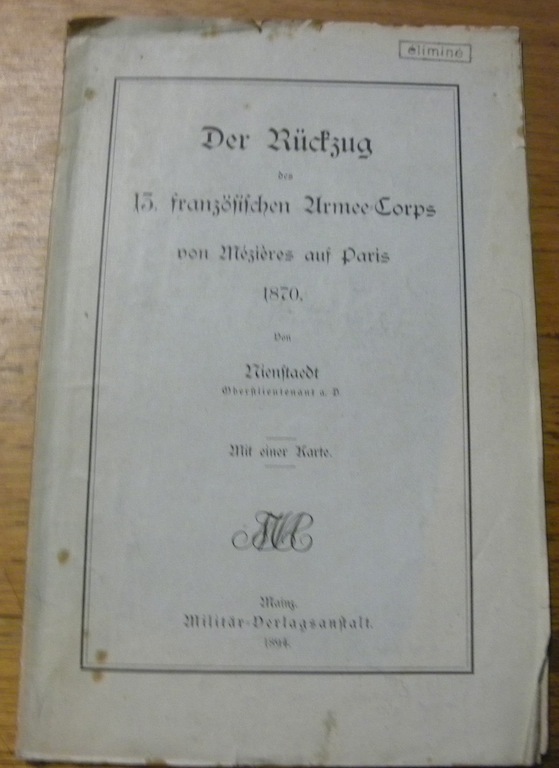 éliminé
Der Rückzug
des
13. französischen Armee-Corps
von Mézières auf Paris
1870.
Von
Nienstaedt
Oberstlieutenant a. D.
Mit einer Karte.
Mainz.
Militär-Verlagsanstalt.
1894.